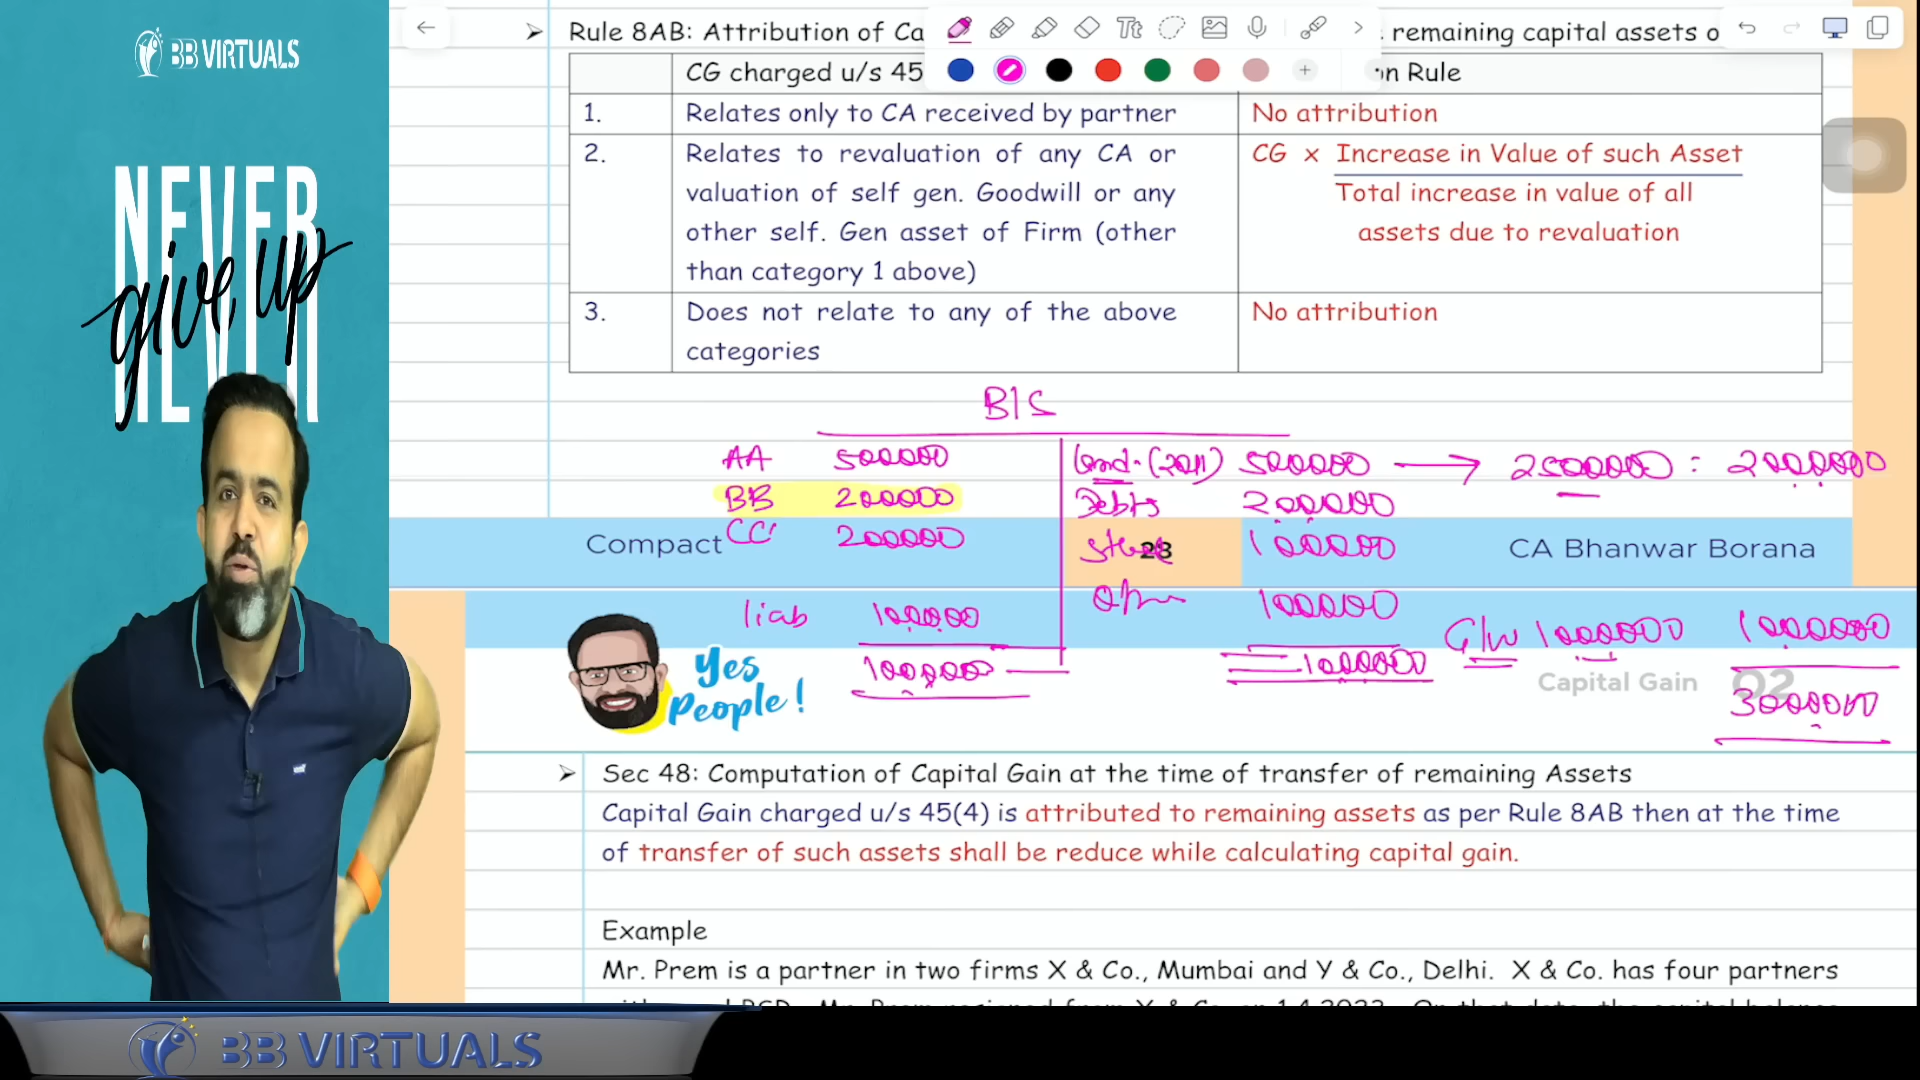 BB VIRTUALS
NEVER
give up
NEVER
Rule 8AB: Attribution of Ca
remaining capital assets o
CG charged u/s 45
n Rule
1. Relates only to CA received by partner No attribution
2. Relates to revaluation of any CA or CG x Increase in Value of such Asset
valuation of self gen. Goodwill or any Total increase in value of all
other self. Gen asset of Firm (other assets due to revaluation
than category 1 above)
3. Does not relate to any of the above No attribution
categories
B/S
AA 500000 Land-(2011) 500000 → 2500000 = 2000000
BB 200000 Debts 200000
CC 200000 100000
Compact 28 CA Bhanwar Borana
liab 100000 100000
G/W 1000000 1000000
1000000 1000000
Yes People!
Capital Gain 02
3000000
➢ Sec 48: Computation of Capital Gain at the time of transfer of remaining Assets
Capital Gain charged u/s 45(4) is attributed to remaining assets as per Rule 8AB then at the time
of transfer of such assets shall be reduce while calculating capital gain.
Example
Mr. Prem is a partner in two firms X & Co., Mumbai and Y & Co., Delhi. X & Co. has four partners
BB VIRTUALS